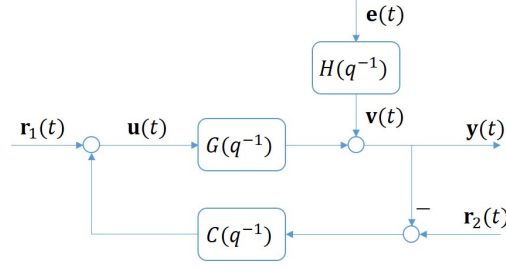 e(t)
H(q⁻¹)
r₁(t) u(t) v(t) y(t)
G(q⁻¹)
−
r₂(t)
C(q⁻¹)